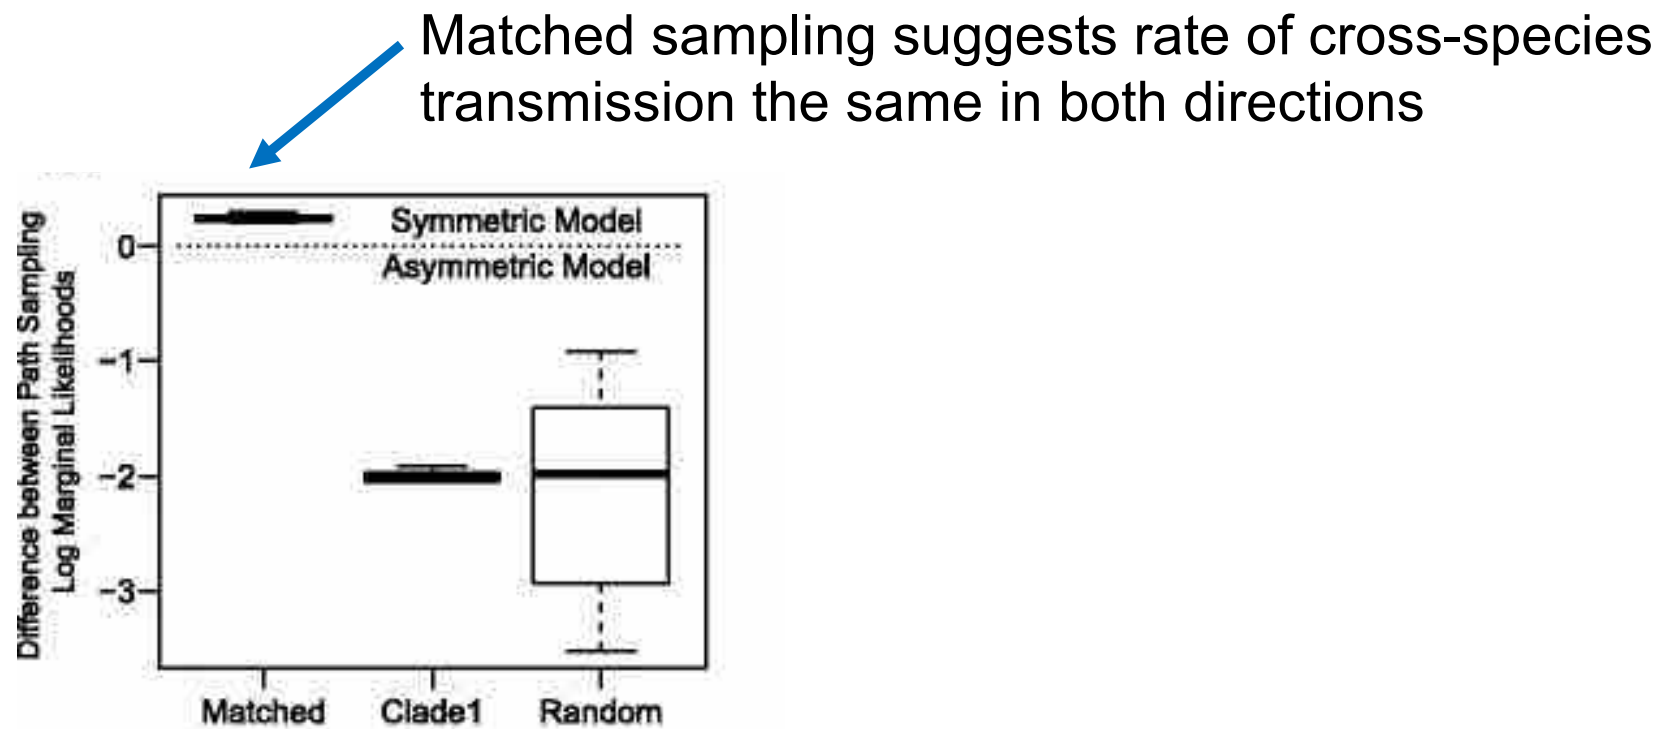 Matched sampling suggests rate of cross-species
transmission the same in both directions
Difference between Path Sampling
Log Marginal Likelihoods
Symmetric Model
Asymmetric Model
0
−1
−2
−3
Matched
Clade1
Random